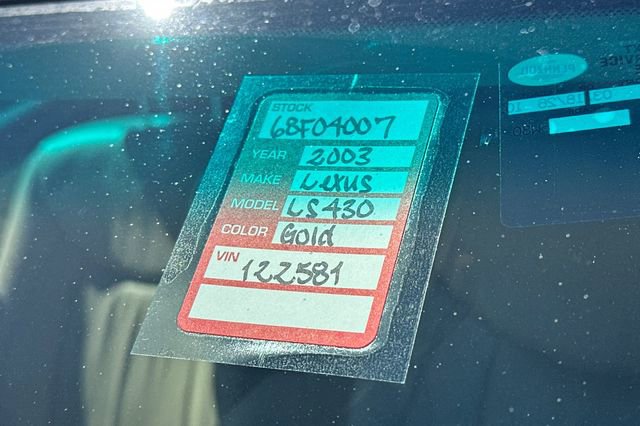 STOCK
68F04007
YEAR 2003
MAKE Lexus
MODEL LS430
COLOR Gold
VIN
122581